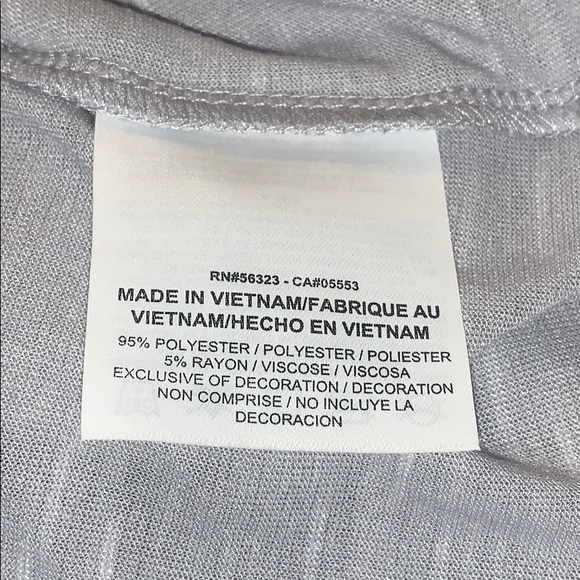 RN#56323 - CA#05553
MADE IN VIETNAM/FABRIQUE AU
VIETNAM/HECHO EN VIETNAM
95% POLYESTER / POLYESTER / POLIESTER
5% RAYON / VISCOSE / VISCOSA
EXCLUSIVE OF DECORATION / DECORATION
NON COMPRISE / NO INCLUYE LA
DECORACION